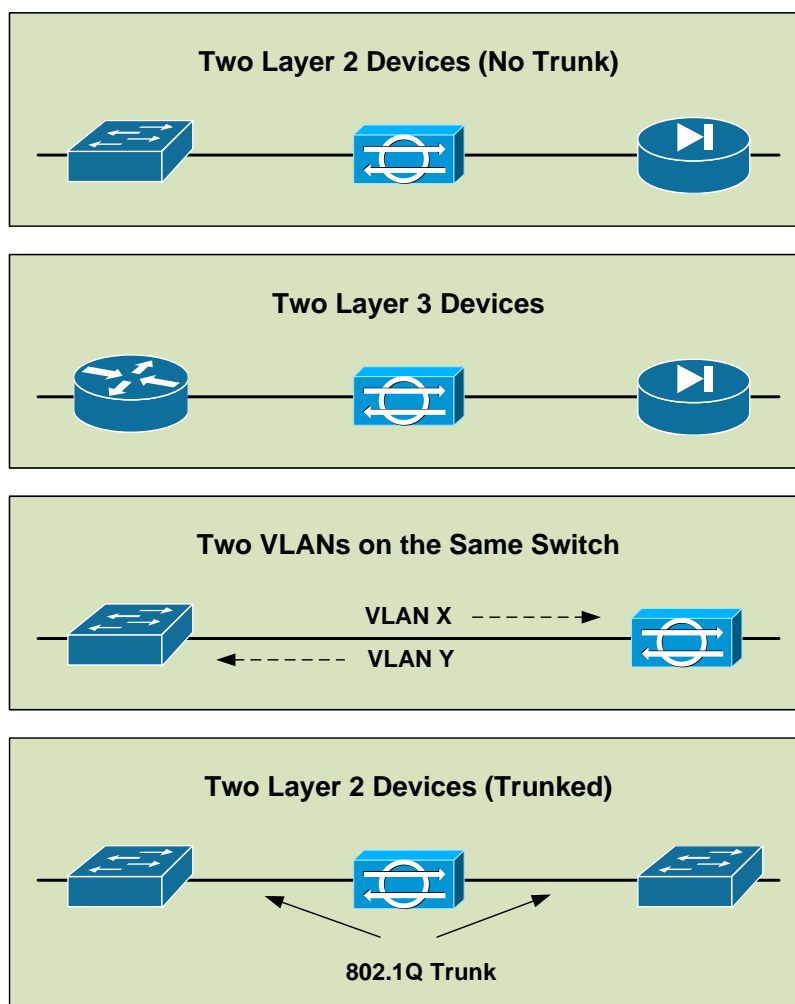 Two Layer 2 Devices (No Trunk)
Two Layer 3 Devices
Two VLANs on the Same Switch
VLAN X
VLAN Y
Two Layer 2 Devices (Trunked)
802.1Q Trunk